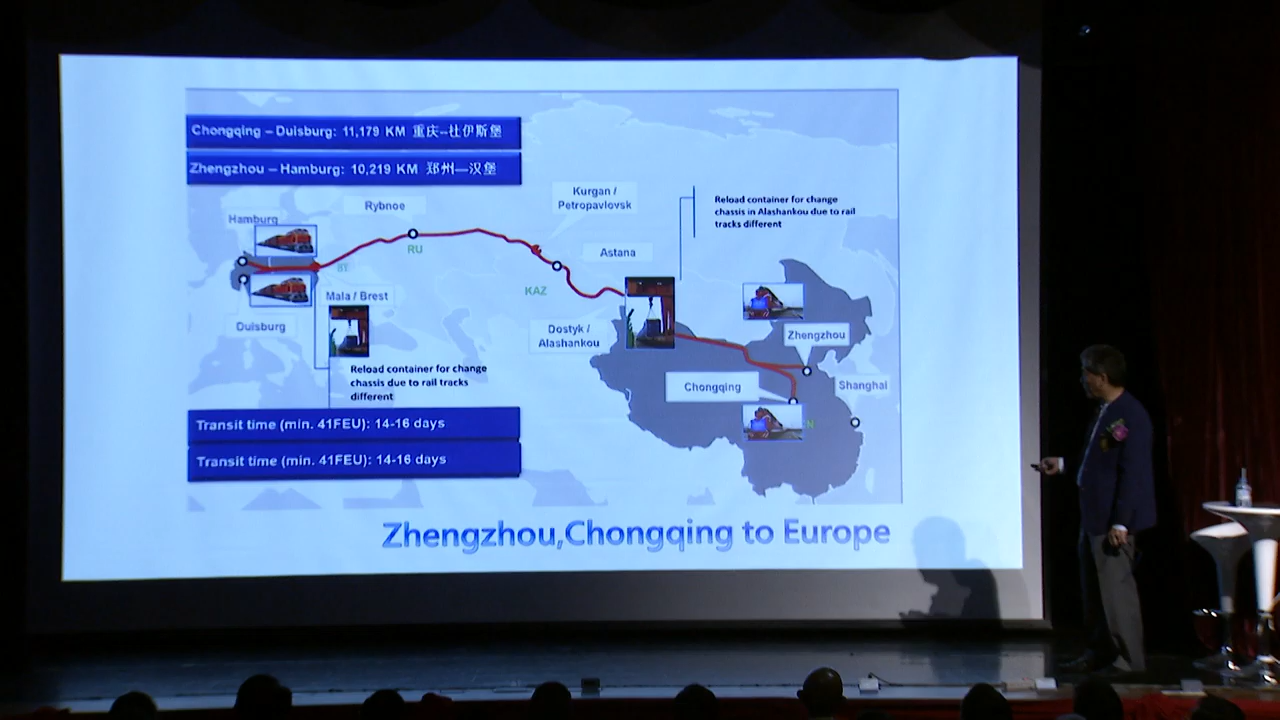 Chongqing – Duisburg: 11,179 KM 重庆–杜伊斯堡
Zhengzhou – Hamburg: 10,219 KM 郑州—汉堡
Hamburg
Rybnoe
Kurgan /
Petropavlovsk
Reload container for change
chassis in Alashankou due to rail
tracks different
RU
Astana
KAZ
Mala / Brest
Duisburg
Dostyk /
Alashankou
Zhengzhou
Reload container for change
chassis due to rail tracks
different
Chongqing
Shanghai
Transit time (min. 41FEU): 14-16 days
Transit time (min. 41FEU): 14-16 days
Zhengzhou,Chongqing to Europe